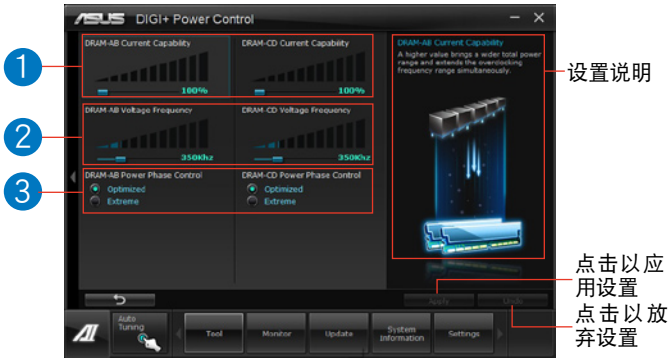 ASUS DIGI+ Power Control
1
DRAM-AB Current Capability
100%
DRAM-CD Current Capability
100%
2
DRAM-AB Voltage Frequency
350Khz
DRAM-CD Voltage Frequency
350Khz
3
DRAM-AB Power Phase Control
Optimized
Extreme
DRAM-CD Power Phase Control
Optimized
Extreme
DRAM-AB Current Capability
A higher value brings a wider total power
range and extends the overclocking
frequency range simultaneously.
设置说明
Apply
Undo
点击以应
用设置
点击以放
弃设置
AI
Auto
Tuning
Tool
Monitor
Update
System
Information
Settings